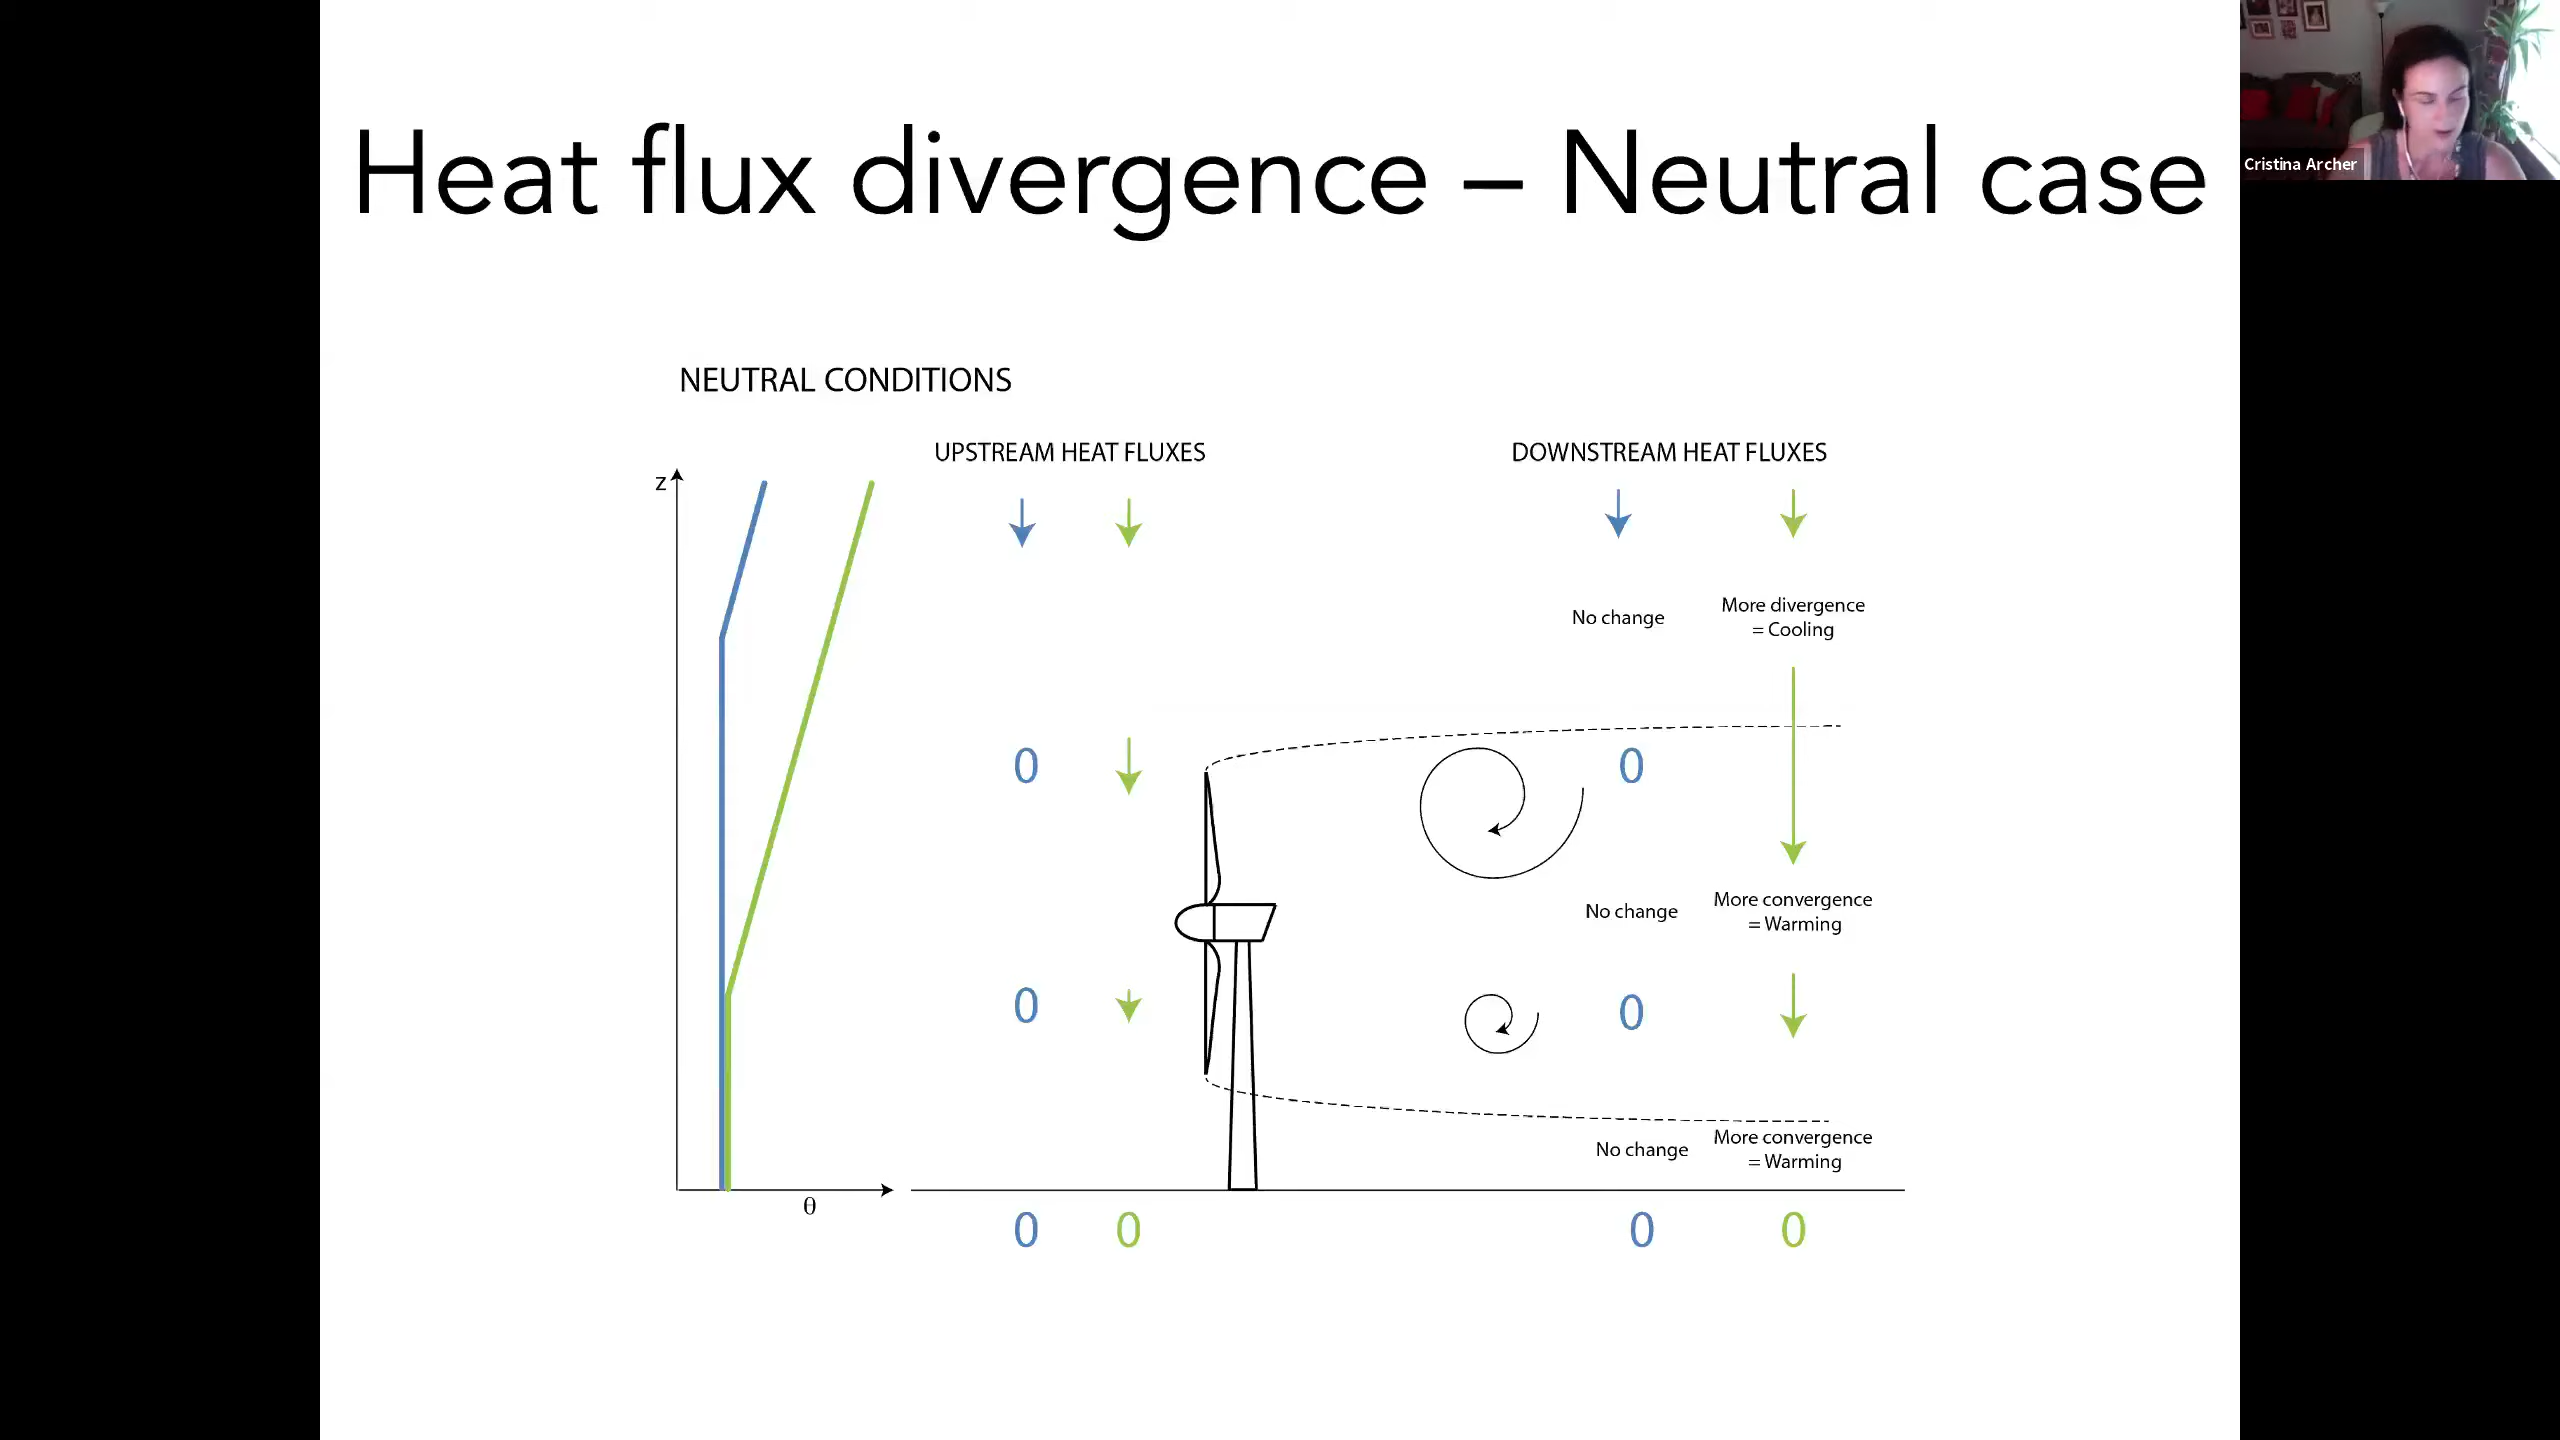 Heat flux divergence – Neutral case
Cristina Archer
NEUTRAL CONDITIONS
UPSTREAM HEAT FLUXES
DOWNSTREAM HEAT FLUXES
z
No change
More divergence
= Cooling
0
0
No change
More convergence
= Warming
0
0
No change
More convergence
= Warming
θ
0
0
0
0